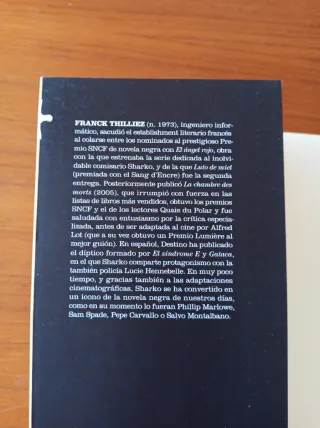 FRANCK THILLIEZ (n. 1973), ingeniero infor-
mático, sacudió el establishment literario francés
al colarse entre los nominados al prestigioso Pre-
mio SNCF de novela negra con El ángel rojo, obra
con la que estrenaba la serie dedicada al inolvi-
dable comisario Sharko, y de la que Luto de miel
(premiada con el Sang d'Encre) fue la segunda
entrega. Posteriormente publicó La chambre des
morts (2005), que irrumpió con fuerza en las
listas de libros más vendidos, obtuvo los premios
SNCF y el de los lectores Quais du Polar y fue
saludada con entusiasmo por la crítica especia-
lizada, antes de ser adaptada al cine por Alfred
Lot (que a su vez obtuvo un Premio Lumière al
mejor guión). En español, Destino ha publicado
el díptico formado por El síndrome E y Gataca,
en el que Sharko comparte protagonismo con la
también policía Lucie Hennebelle. En muy poco
tiempo, y gracias también a las adaptaciones
cinematográficas, Sharko se ha convertido en
un icono de la novela negra de nuestros días,
como en su momento lo fueran Phillip Marlowe,
Sam Spade, Pepe Carvallo o Salvo Montalbano.